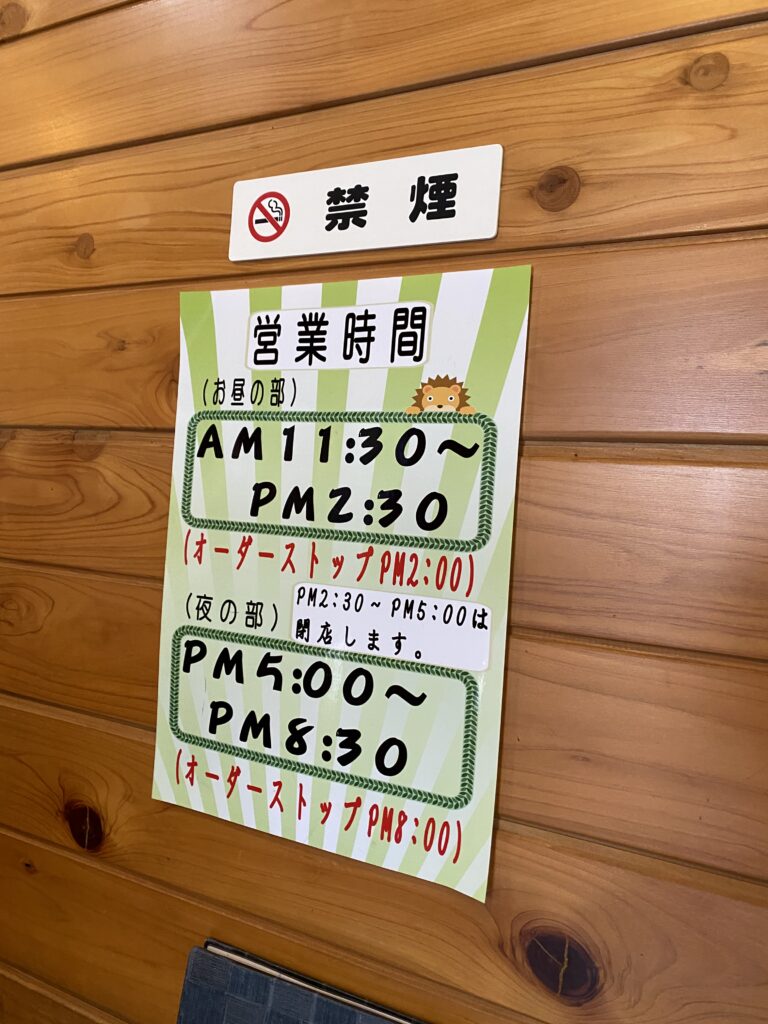 禁煙
営業時間
(お昼の部)
AM11:30～
PM2:30
(オーダーストップPM2:00)
(夜の部)
PM2:30～PM5:00は
閉店します。
PM5:00～
PM8:30
(オーダーストップPM8:00)